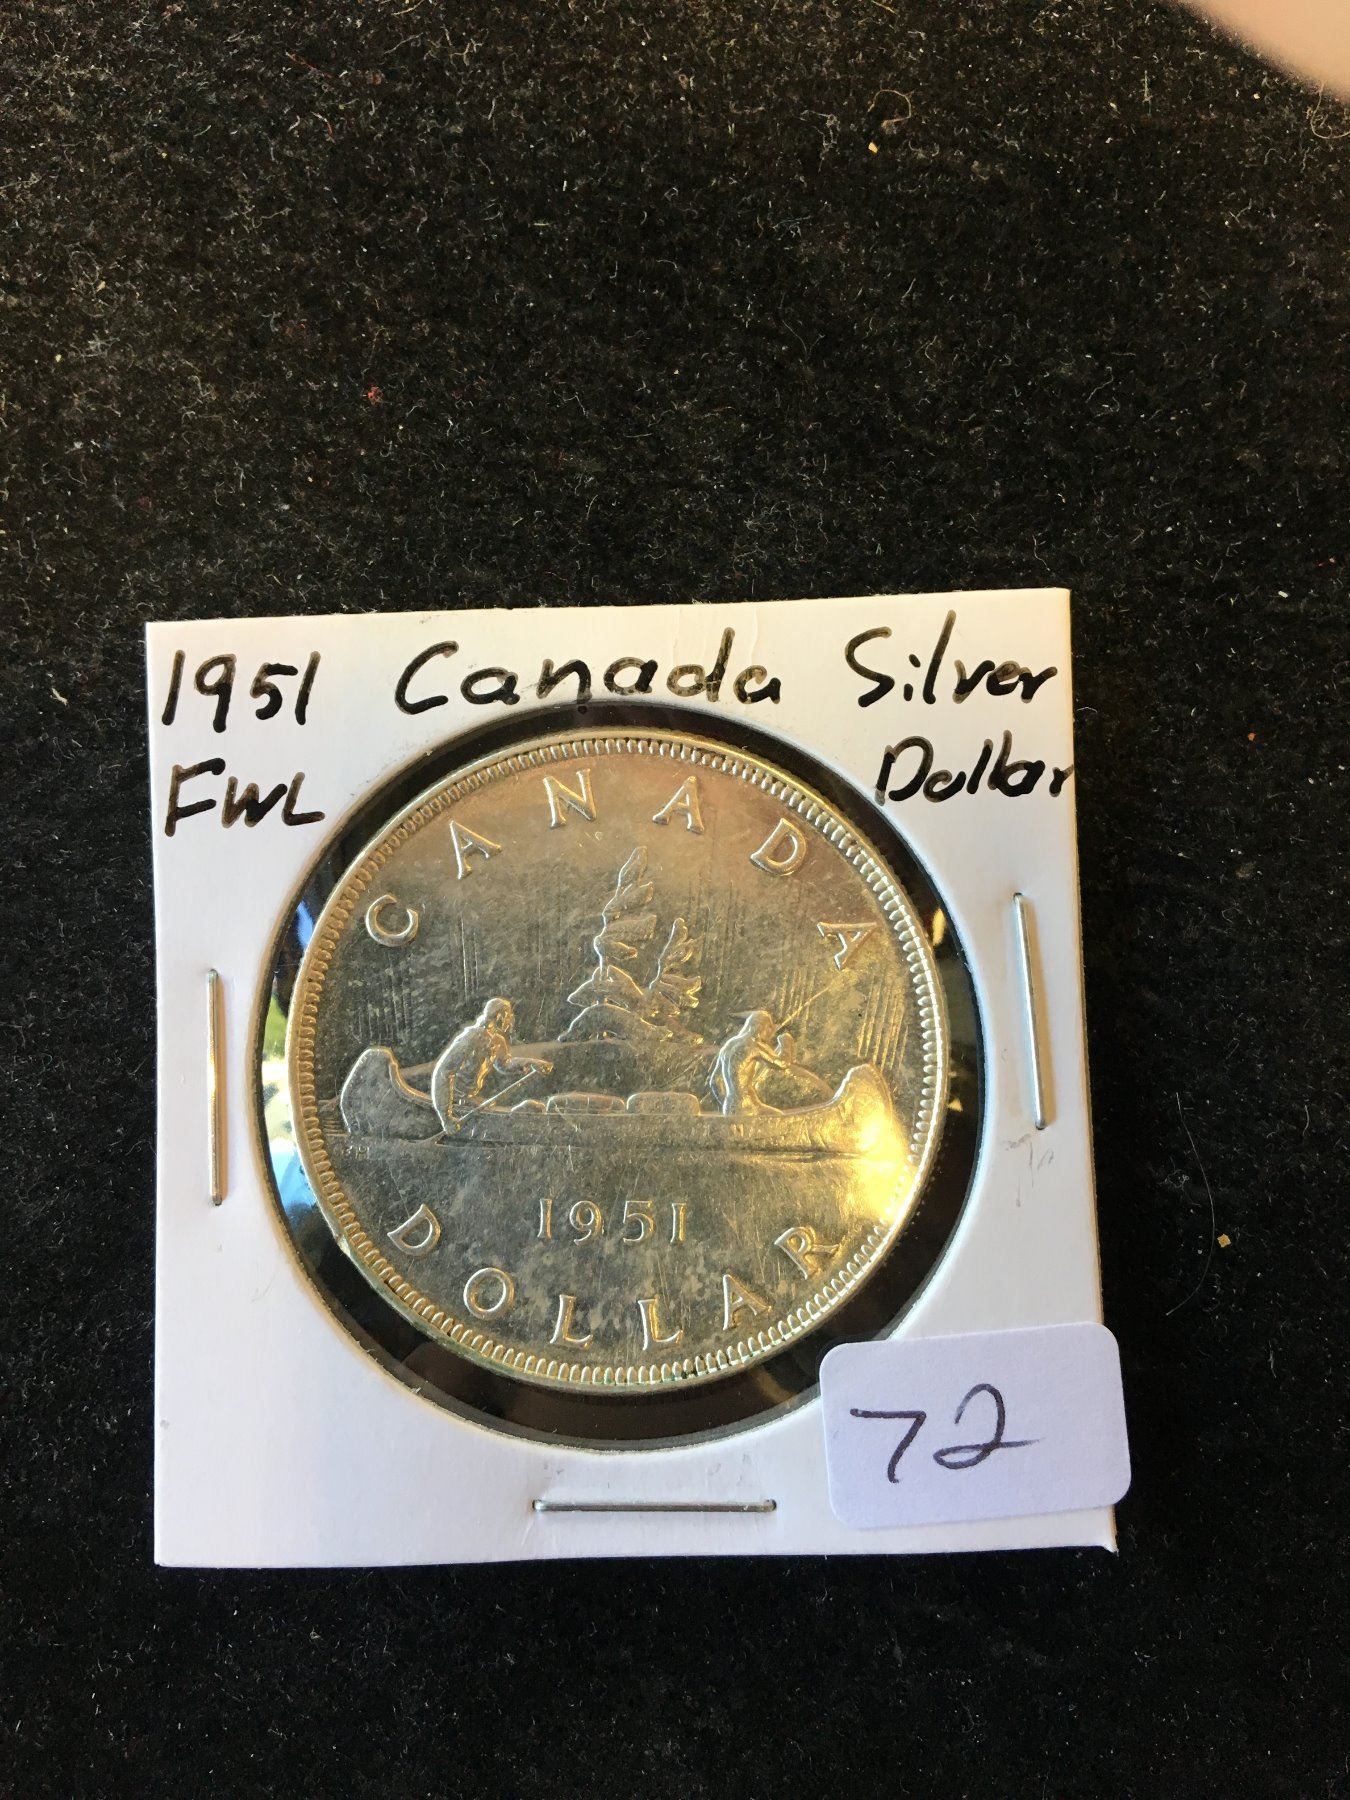 1951 Canada Silver
FWL Dollar
CANADA
1951
DOLLAR
72